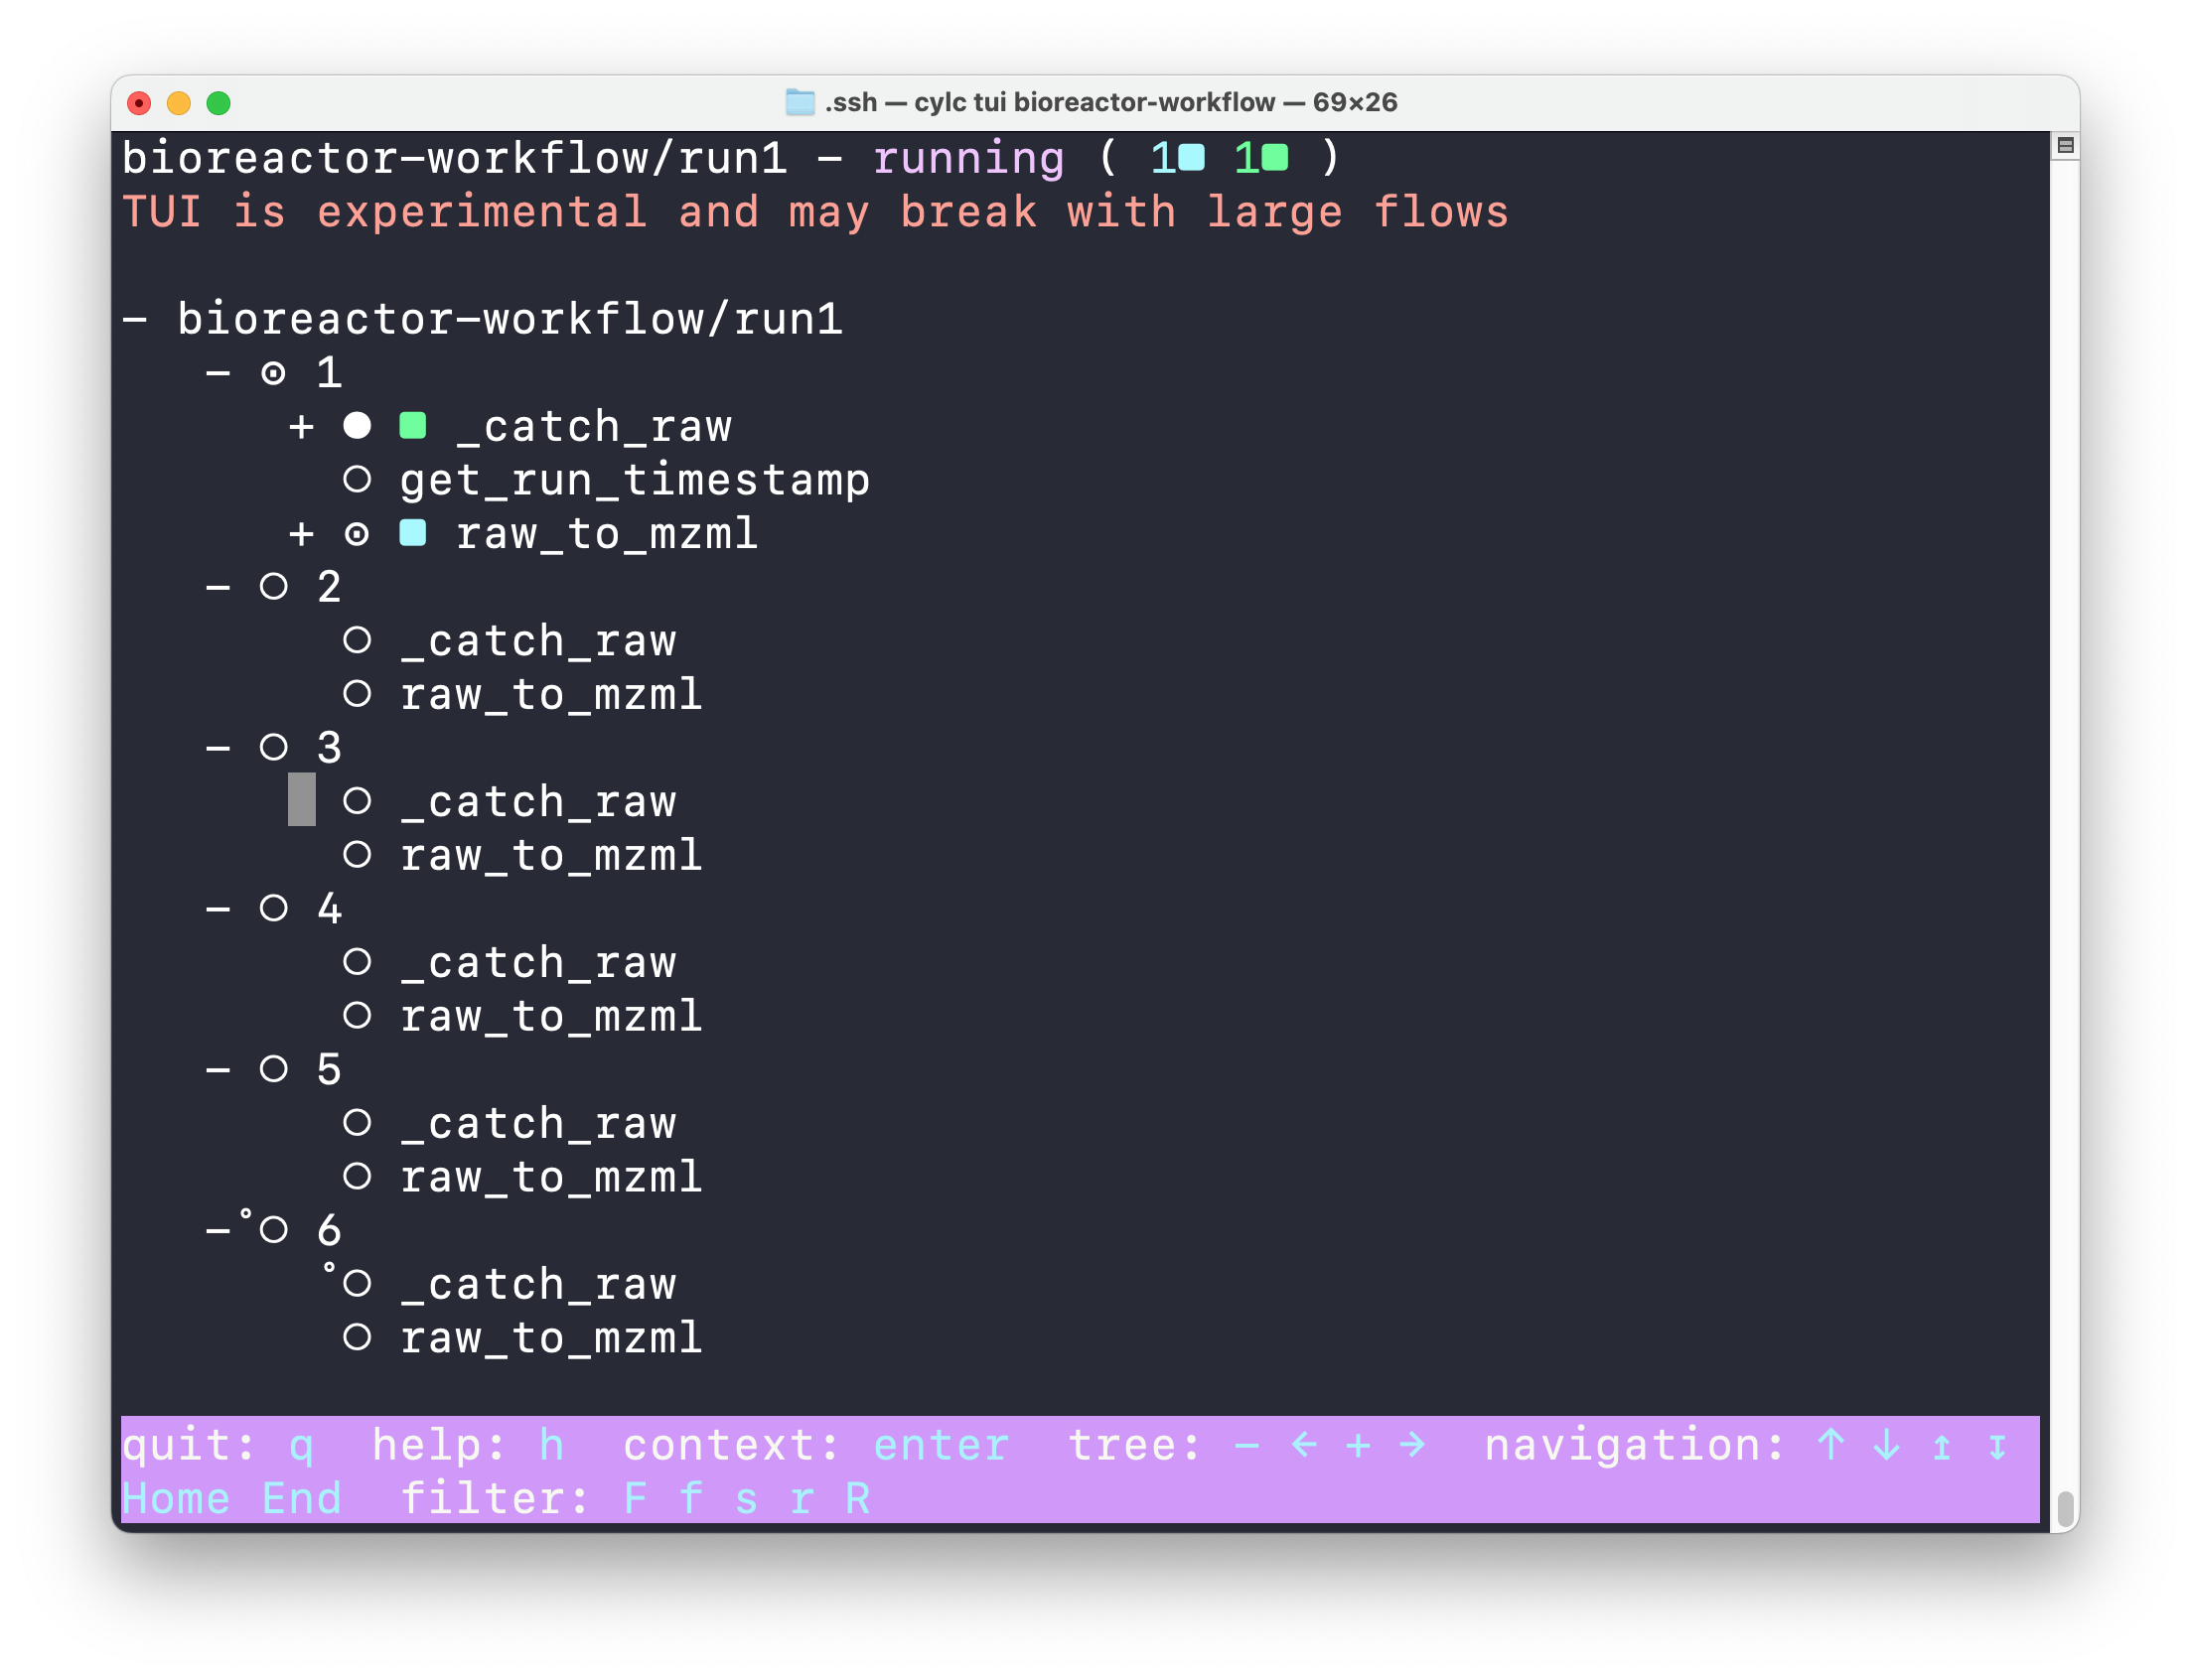 .ssh — cylc tui bioreactor-workflow — 69×26
bioreactor-workflow/run1 - running ( 1■ 1■ )
TUI is experimental and may break with large flows
- bioreactor-workflow/run1
- ⊙ 1
+ ● ■ _catch_raw
○ get_run_timestamp
+ ⊙ ■ raw_to_mzml
- ○ 2
○ _catch_raw
○ raw_to_mzml
- ○ 3
○ _catch_raw
○ raw_to_mzml
- ○ 4
○ _catch_raw
○ raw_to_mzml
- ○ 5
○ _catch_raw
○ raw_to_mzml
-̊○ 6
̊○ _catch_raw
○ raw_to_mzml
quit: q  help: h  context: enter  tree: - ← + →  navigation: ↑ ↓ ↥ ↧
Home End  filter: F f s r R